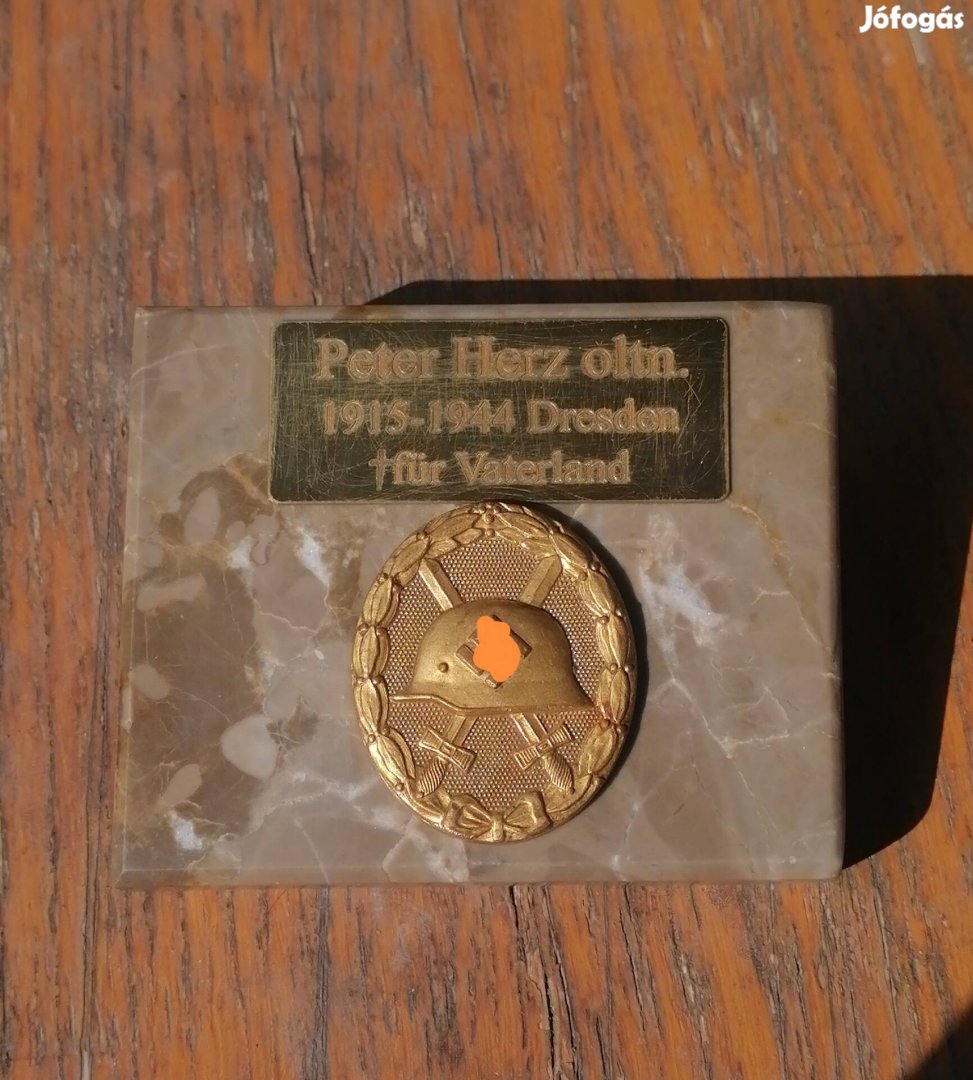 Jófogás
Peter Herz oltn.
1915-1944 Dresden
†für Vaterland